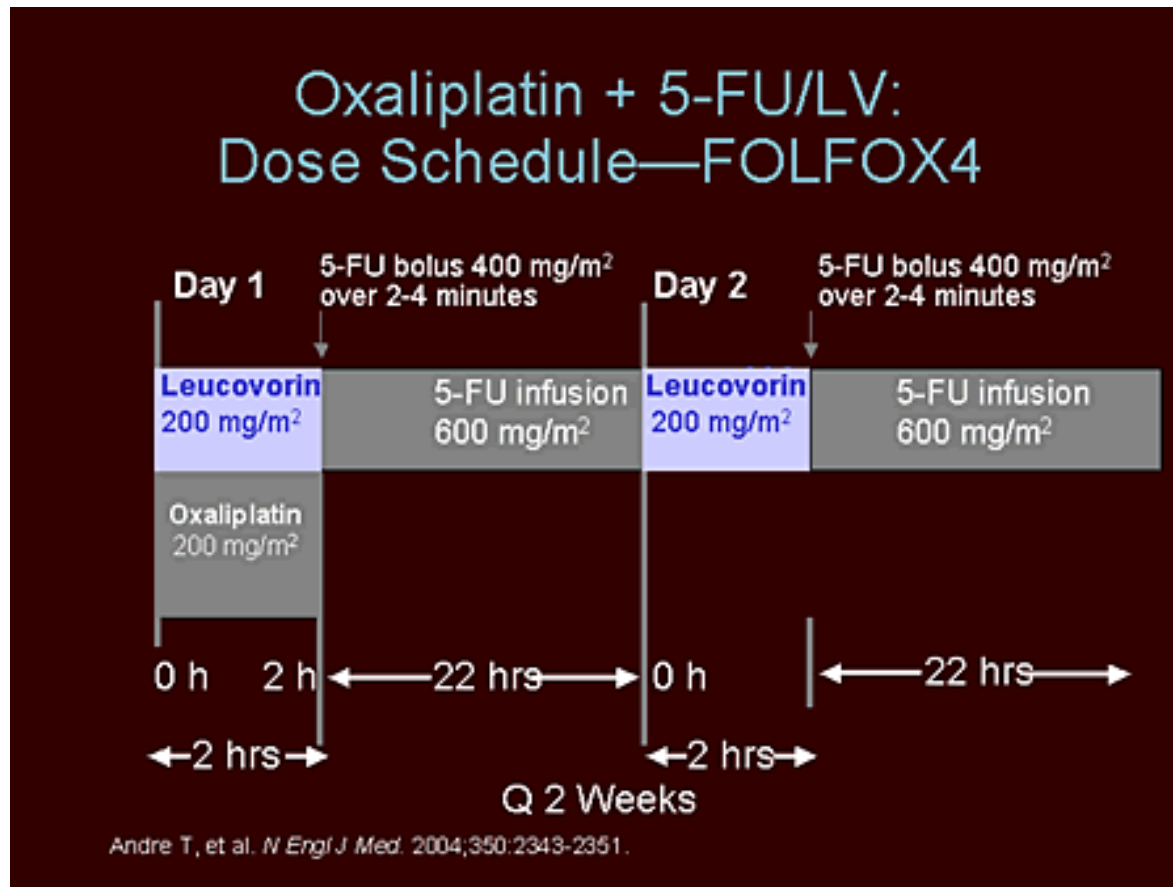 Oxaliplatin + 5-FU/LV:
Dose Schedule—FOLFOX4
Day 1
5-FU bolus 400 mg/m²
over 2-4 minutes
Day 2
5-FU bolus 400 mg/m²
over 2-4 minutes
Leucovorin
200 mg/m²
5-FU infusion
600 mg/m²
Leucovorin
200 mg/m²
5-FU infusion
600 mg/m²
Oxaliplatin
200 mg/m²
0 h
2 h
22 hrs
0 h
22 hrs
2 hrs
2 hrs
Q 2 Weeks
Andre T, et al. N Engl J Med. 2004;350:2343-2351.